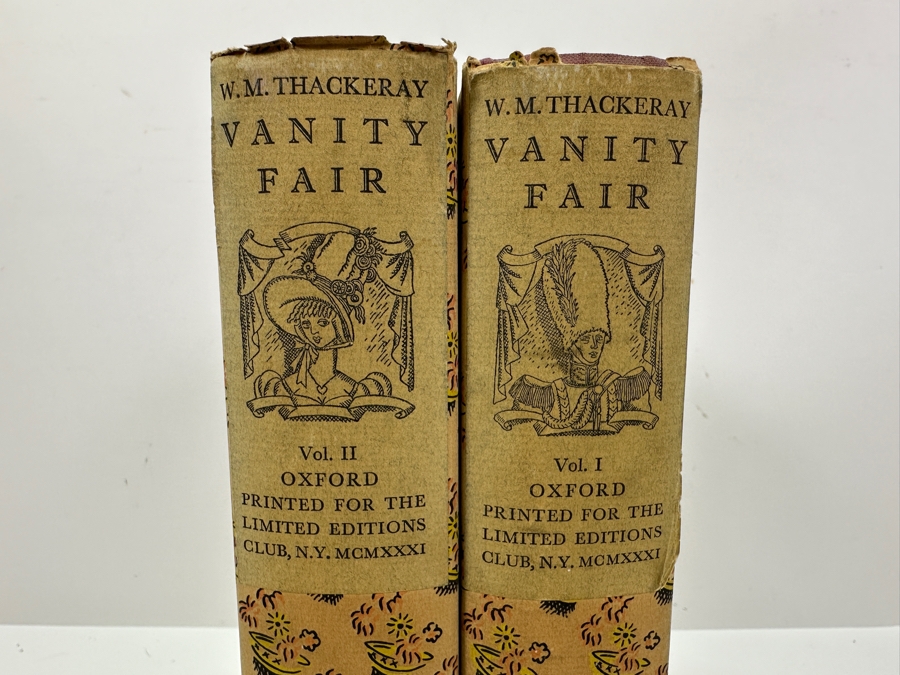 W. M. THACKERAY
VANITY
FAIR
Vol. II
OXFORD
PRINTED FOR THE
LIMITED EDITIONS
CLUB, N.Y. MCMXXXI
W. M. THACKERAY
VANITY
FAIR
Vol. I
OXFORD
PRINTED FOR THE
LIMITED EDITIONS
CLUB, N.Y. MCMXXXI